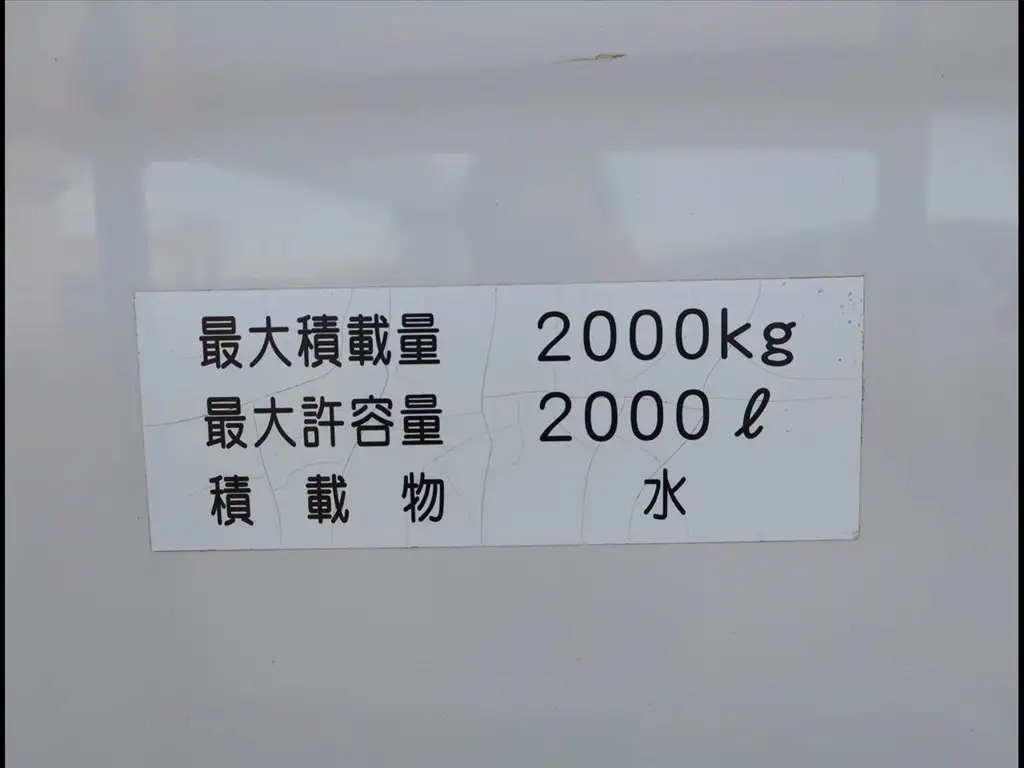 最大積載量 2000kg
最大許容量 2000ℓ
積載物 水